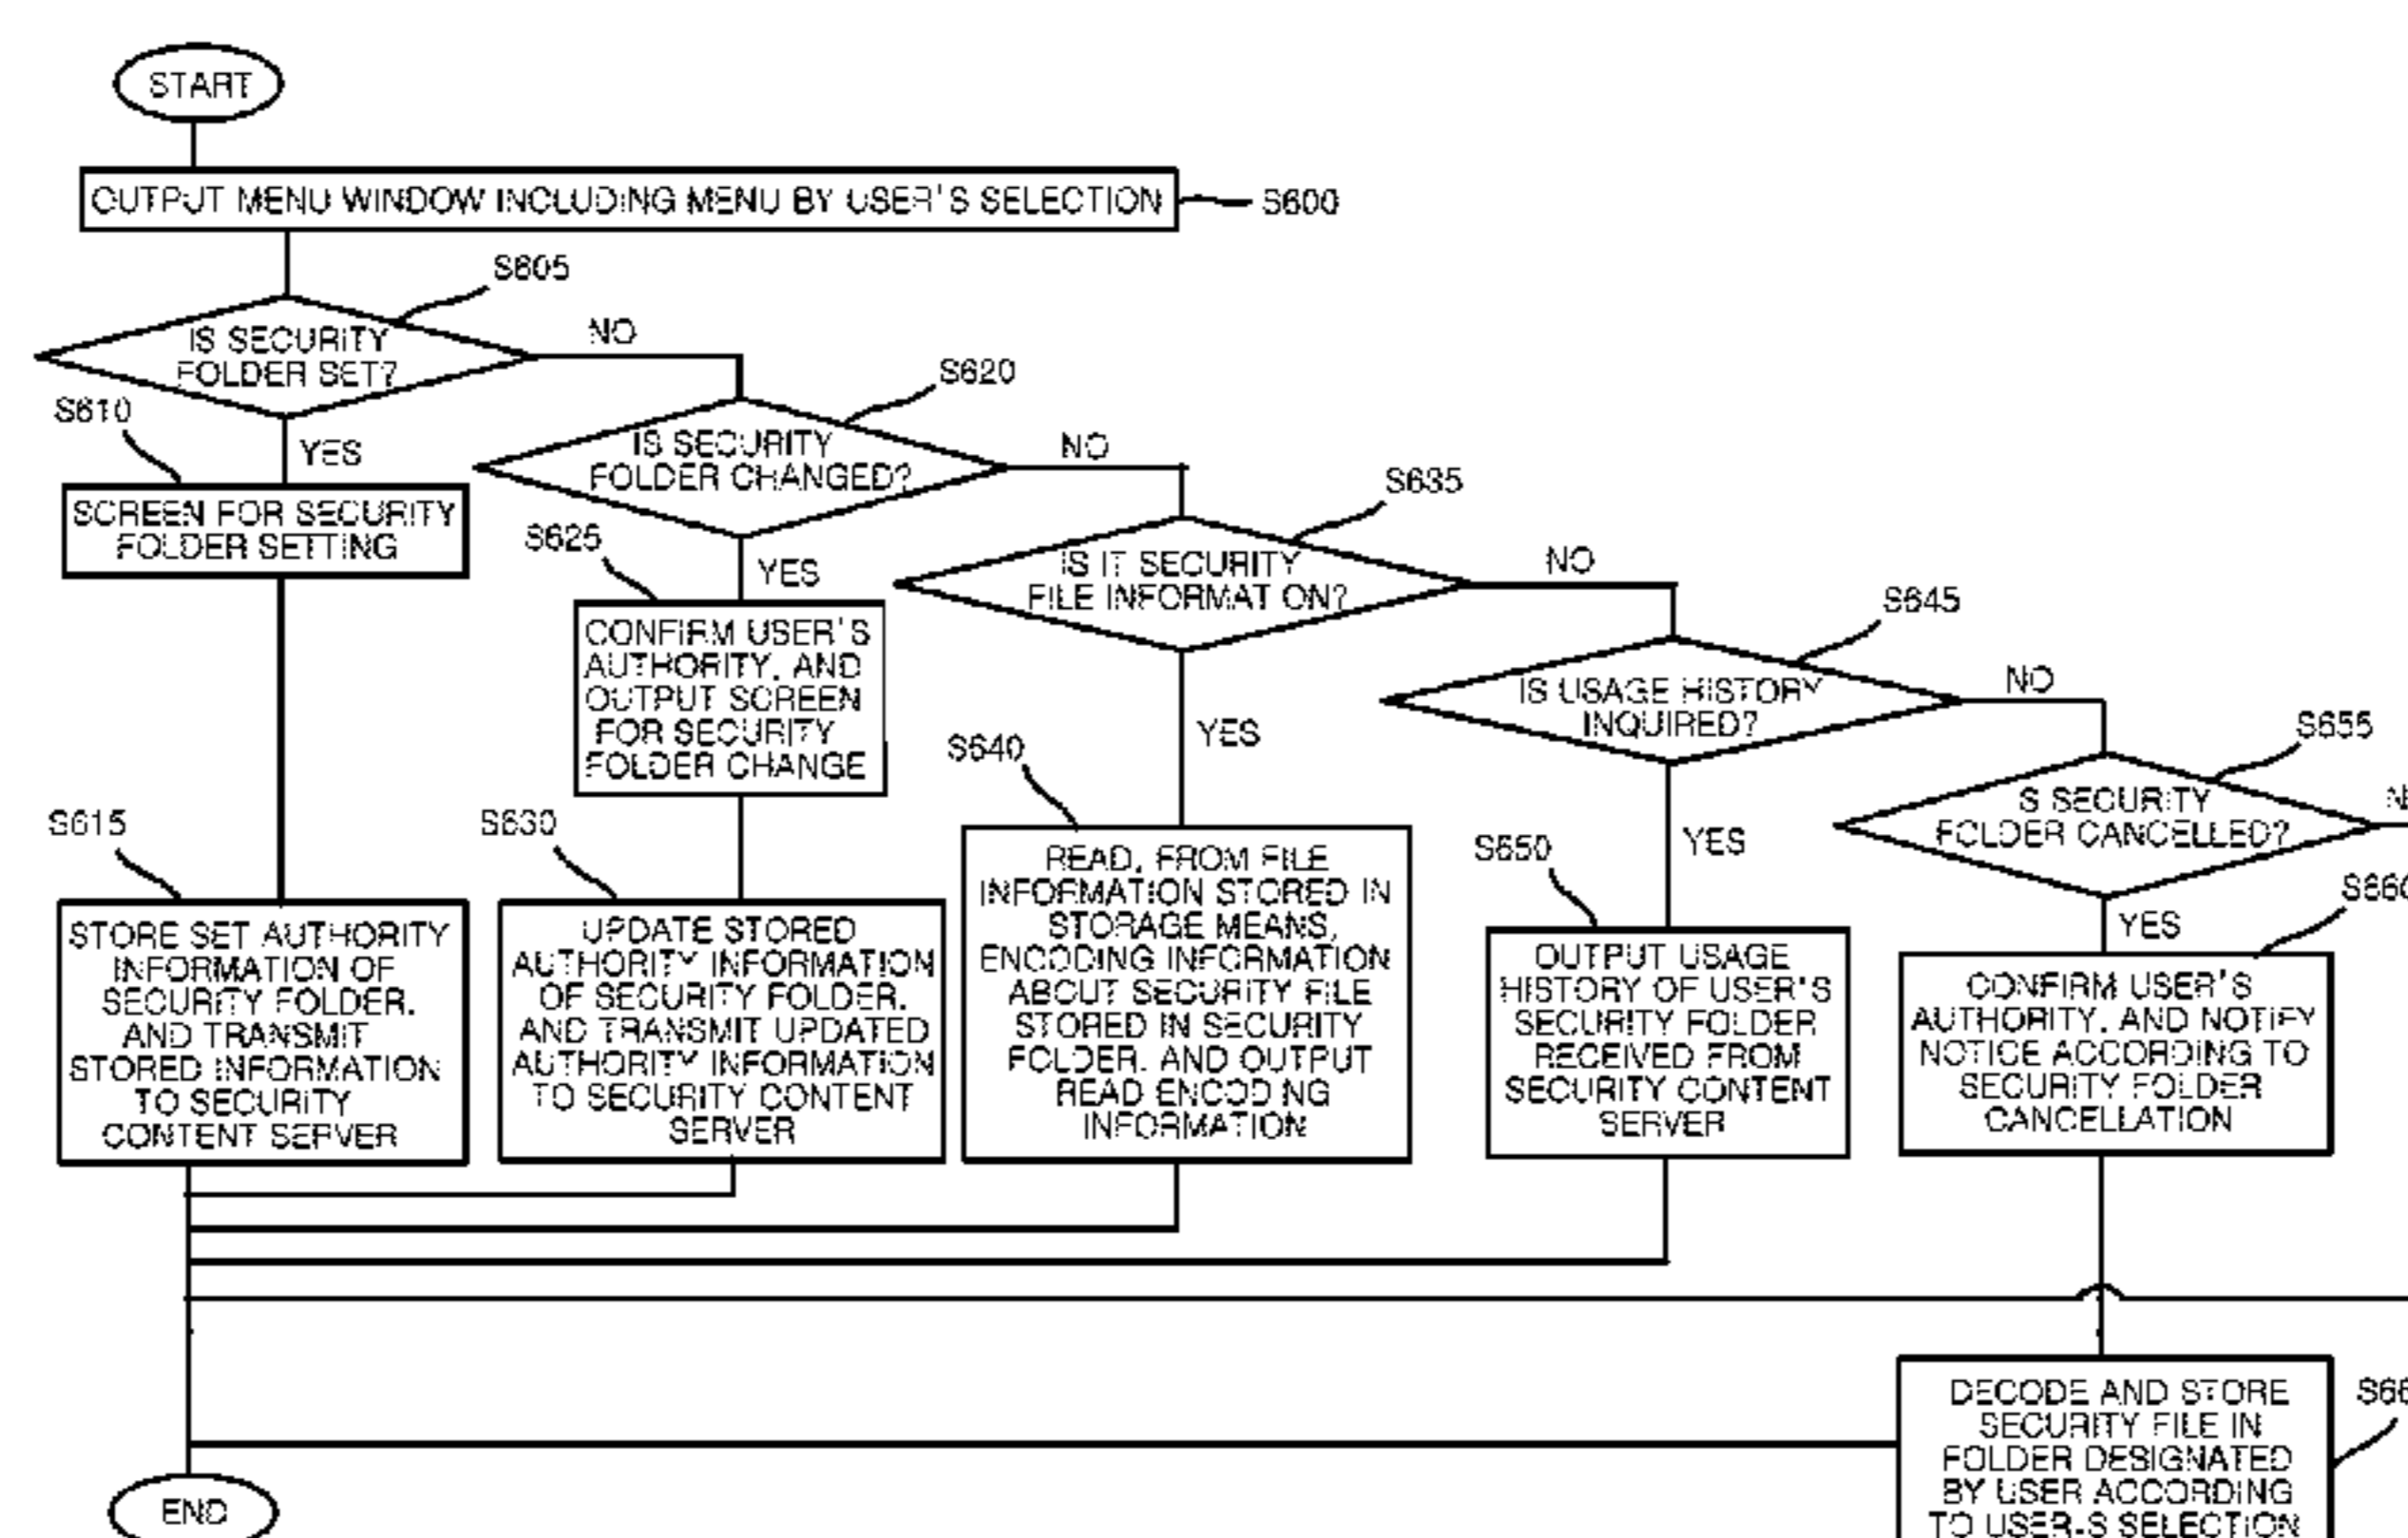 START
OUTPUT MENU WINDOW INCLUDING MENU BY USER'S SELECTION
S600
S605
IS SECURITY
FOLDER SET?
NO
S610
YES
SCREEN FOR SECURITY
FOLDER SETTING
S615
STORE SET AUTHORITY
INFORMATION OF
SECURITY FOLDER,
AND TRANSMIT
STORED INFORMATION
TO SECURITY
CONTENT SERVER
S620
IS SECURITY
FOLDER CHANGED?
NO
S625
YES
CONFIRM USER'S
AUTHORITY, AND
OUTPUT SCREEN
FOR SECURITY
FOLDER CHANGE
S630
UPDATE STORED
AUTHORITY INFORMATION
OF SECURITY FOLDER,
AND TRANSMIT UPDATED
AUTHORITY INFORMATION
TO SECURITY CONTENT
SERVER
S635
IS IT SECURITY
FILE INFORMAT ON?
NO
YES
S640
READ, FROM FILE
INFORMATION STORED IN
STORAGE MEANS,
ENCODING INFORMATION
ABOUT SECURITY FILE
STORED IN SECURITY
FOLDER, AND OUTPUT
READ ENCOD NG
INFORMATION
S645
IS USAGE HISTORY
INQUIRED?
NO
YES
S650
OUTPUT USAGE
HISTORY OF USER'S
SECURITY FOLDER
RECEIVED FROM
SECURITY CONTENT
SERVER
S655
S SECURITY
FOLDER CANCELLED?
YES
S660
CONFIRM USER'S
AUTHORITY, AND NOTIFY
NOTICE ACCORDING TO
SECURITY FOLDER
CANCELLATION
DECODE AND STORE
SECURITY FILE IN
FOLDER DESIGNATED
BY USER ACCORDING
TO USER-S SELECTION
END